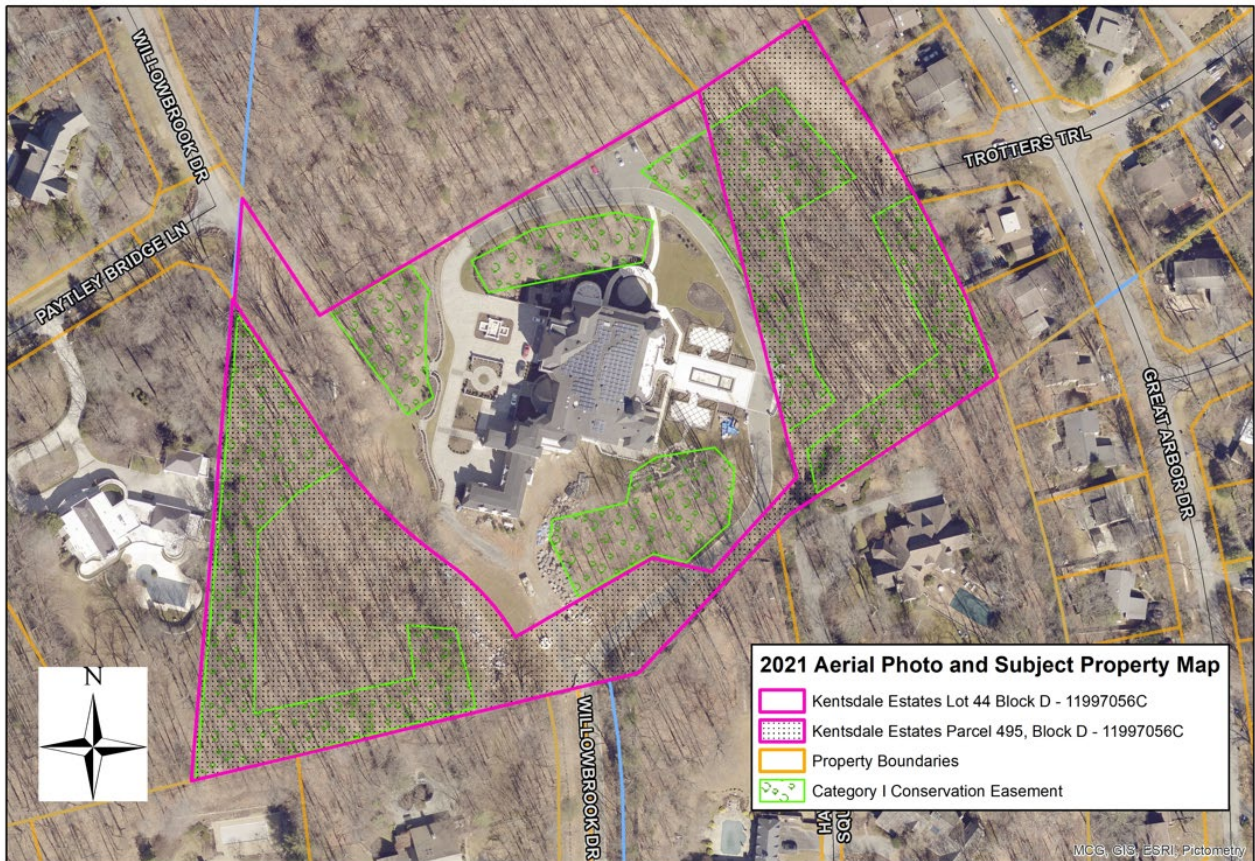 WILLOWBROOK DR
TROTTERS TRL
PAYTLEY BRIDGE LN
GREAT ARBOR DR
N
WILLOWBROOK DR
HA
SQU
2021 Aerial Photo and Subject Property Map
Kentsdale Estates Lot 44 Block D - 11997056C
Kentsdale Estates Parcel 495, Block D - 11997056C
Property Boundaries
Category I Conservation Easement
MCG, GIS, ESRI, Pictometry